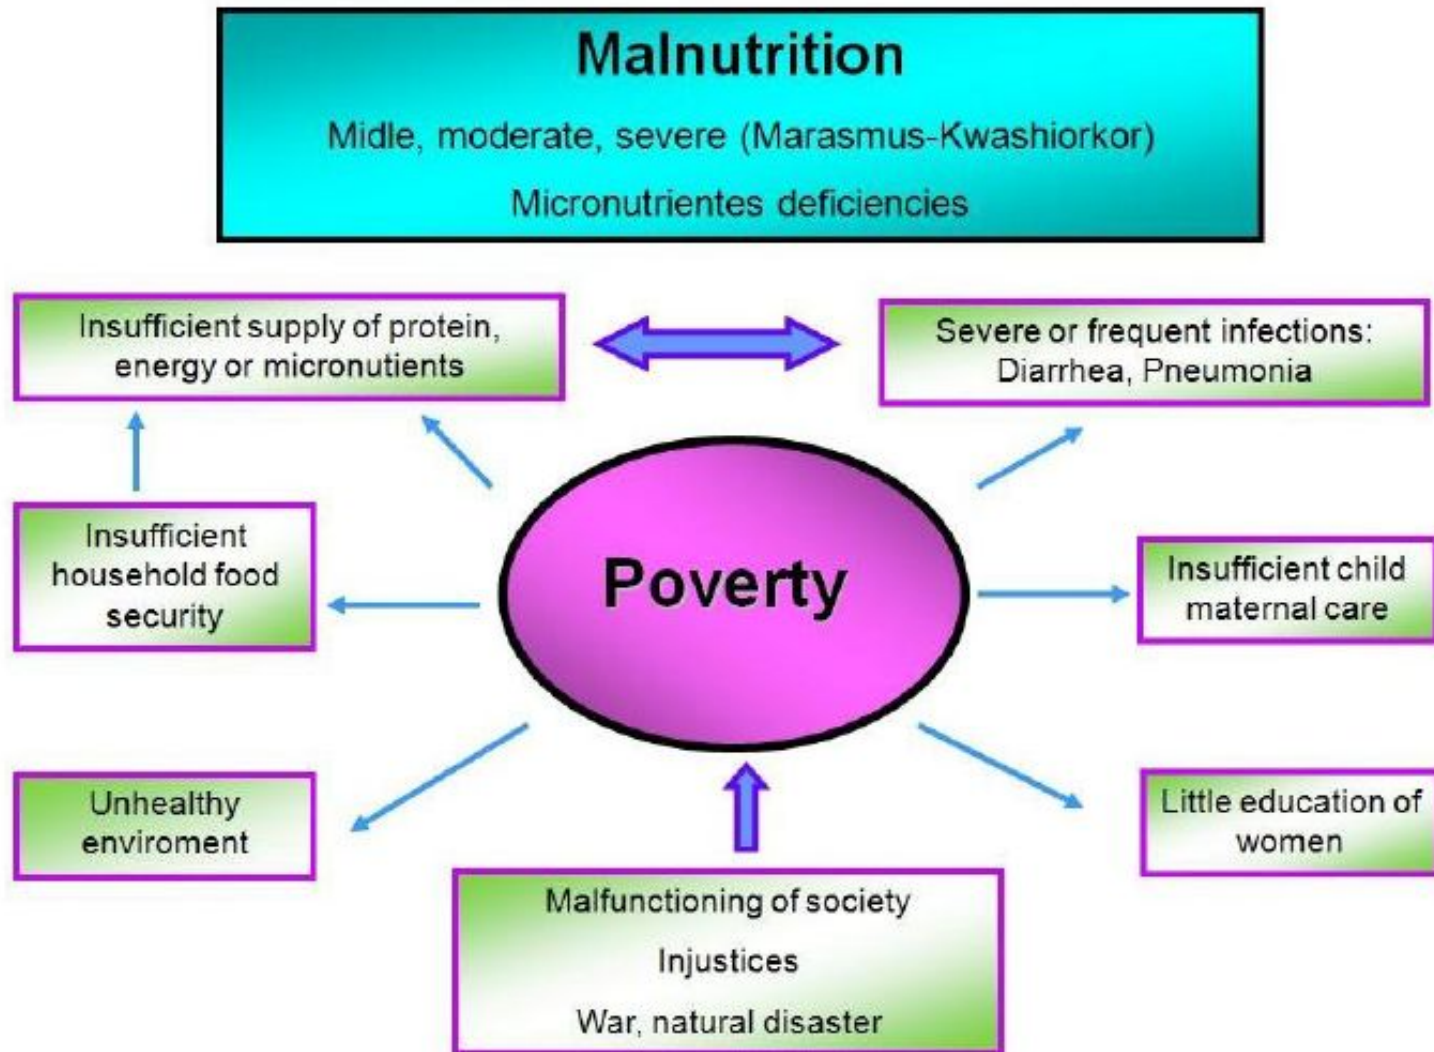 Malnutrition
Midle, moderate, severe (Marasmus-Kwashiorkor)
Micronutrientes deficiencies
Insufficient supply of protein,
energy or micronutients
Severe or frequent infections:
Diarrhea, Pneumonia
Insufficient
household food
security
Poverty
Insufficient child
maternal care
Unhealthy
enviroment
Little education of
women
Malfunctioning of society
Injustices
War, natural disaster